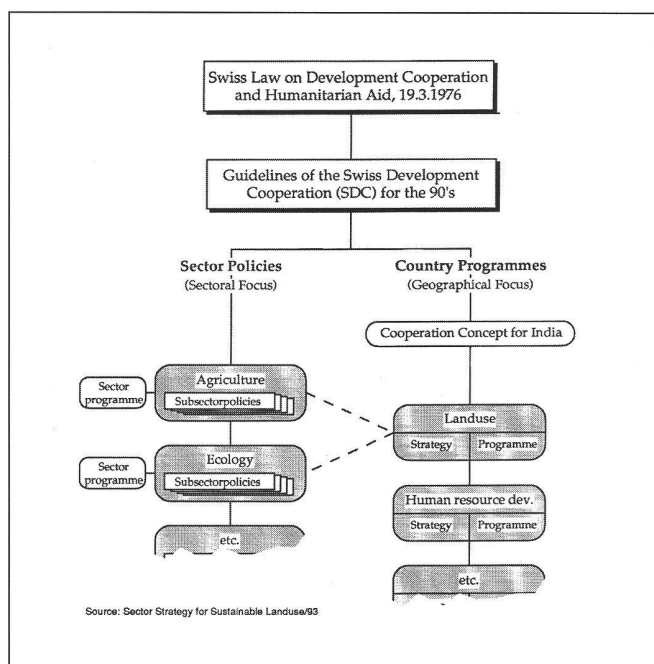 Swiss Law on Development Cooperation
and Humanitarian Aid, 19.3.1976
Guidelines of the Swiss Development
Cooperation (SDC) for the 90's
Sector Policies
(Sectoral Focus)
Country Programmes
(Geographical Focus)
Cooperation Concept for India
Sector
programme
Agriculture
Subsectorpolicies
Landuse
Strategy
Programme
Sector
programme
Ecology
Subsectorpolicies
Human resource dev.
Strategy
Programme
etc.
etc.
Source: Sector Strategy for Sustainable Landuse/93